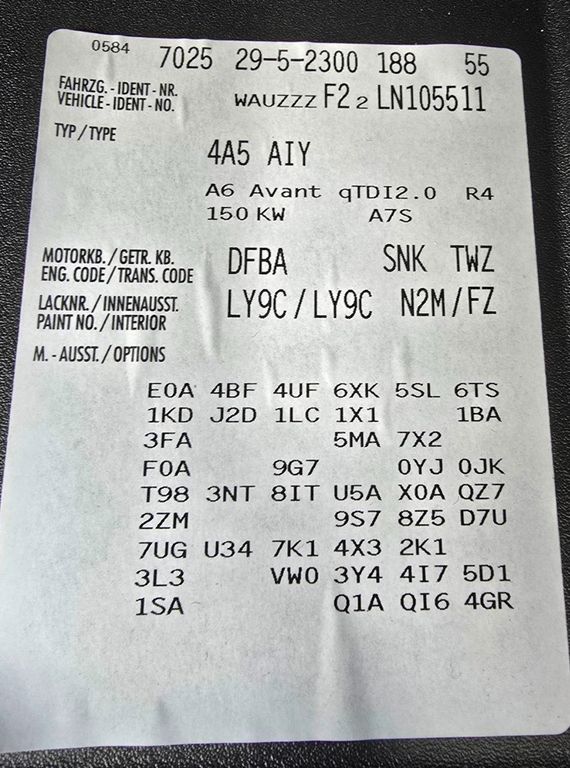 0584 7025 29-5-2300 188 55
FAHRZG.-IDENT-NR.
VEHICLE-IDENT-NO. WAUZZZ F2 2 LN105511
TYP/TYPE
4A5 AIY
A6 Avant qTDI2.0 R4
150 KW A7S
MOTORKB./GETR. KB.
ENG. CODE/TRANS. CODE DFBA SNK TWZ
LACKNR./INNENAUSST.
PAINT NO./INTERIOR LY9C/LY9C N2M/FZ
M.-AUSST./OPTIONS
E0A 4BF 4UF 6XK 5SL 6TS
1KD J2D 1LC 1X1 1BA
3FA 5MA 7X2
F0A 9G7 0YJ 0JK
T98 3NT 8IT U5A X0A QZ7
2ZM 9S7 8Z5 D7U
7UG U34 7K1 4X3 2K1
3L3 VW0 3Y4 4I7 5D1
1SA Q1A QI6 4GR